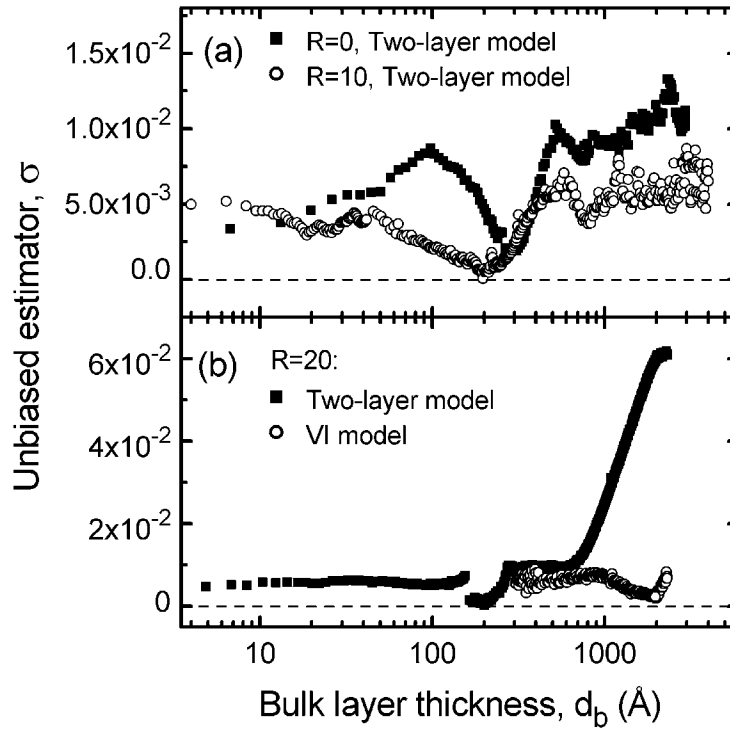 Unbiased estimator, σ
(a)
R=0, Two-layer model
R=10, Two-layer model
1.5x10⁻²
1.0x10⁻²
5.0x10⁻³
0.0
(b)
R=20:
Two-layer model
VI model
6x10⁻²
4x10⁻²
2x10⁻²
0
10 100 1000
Bulk layer thickness, d_b (Å)